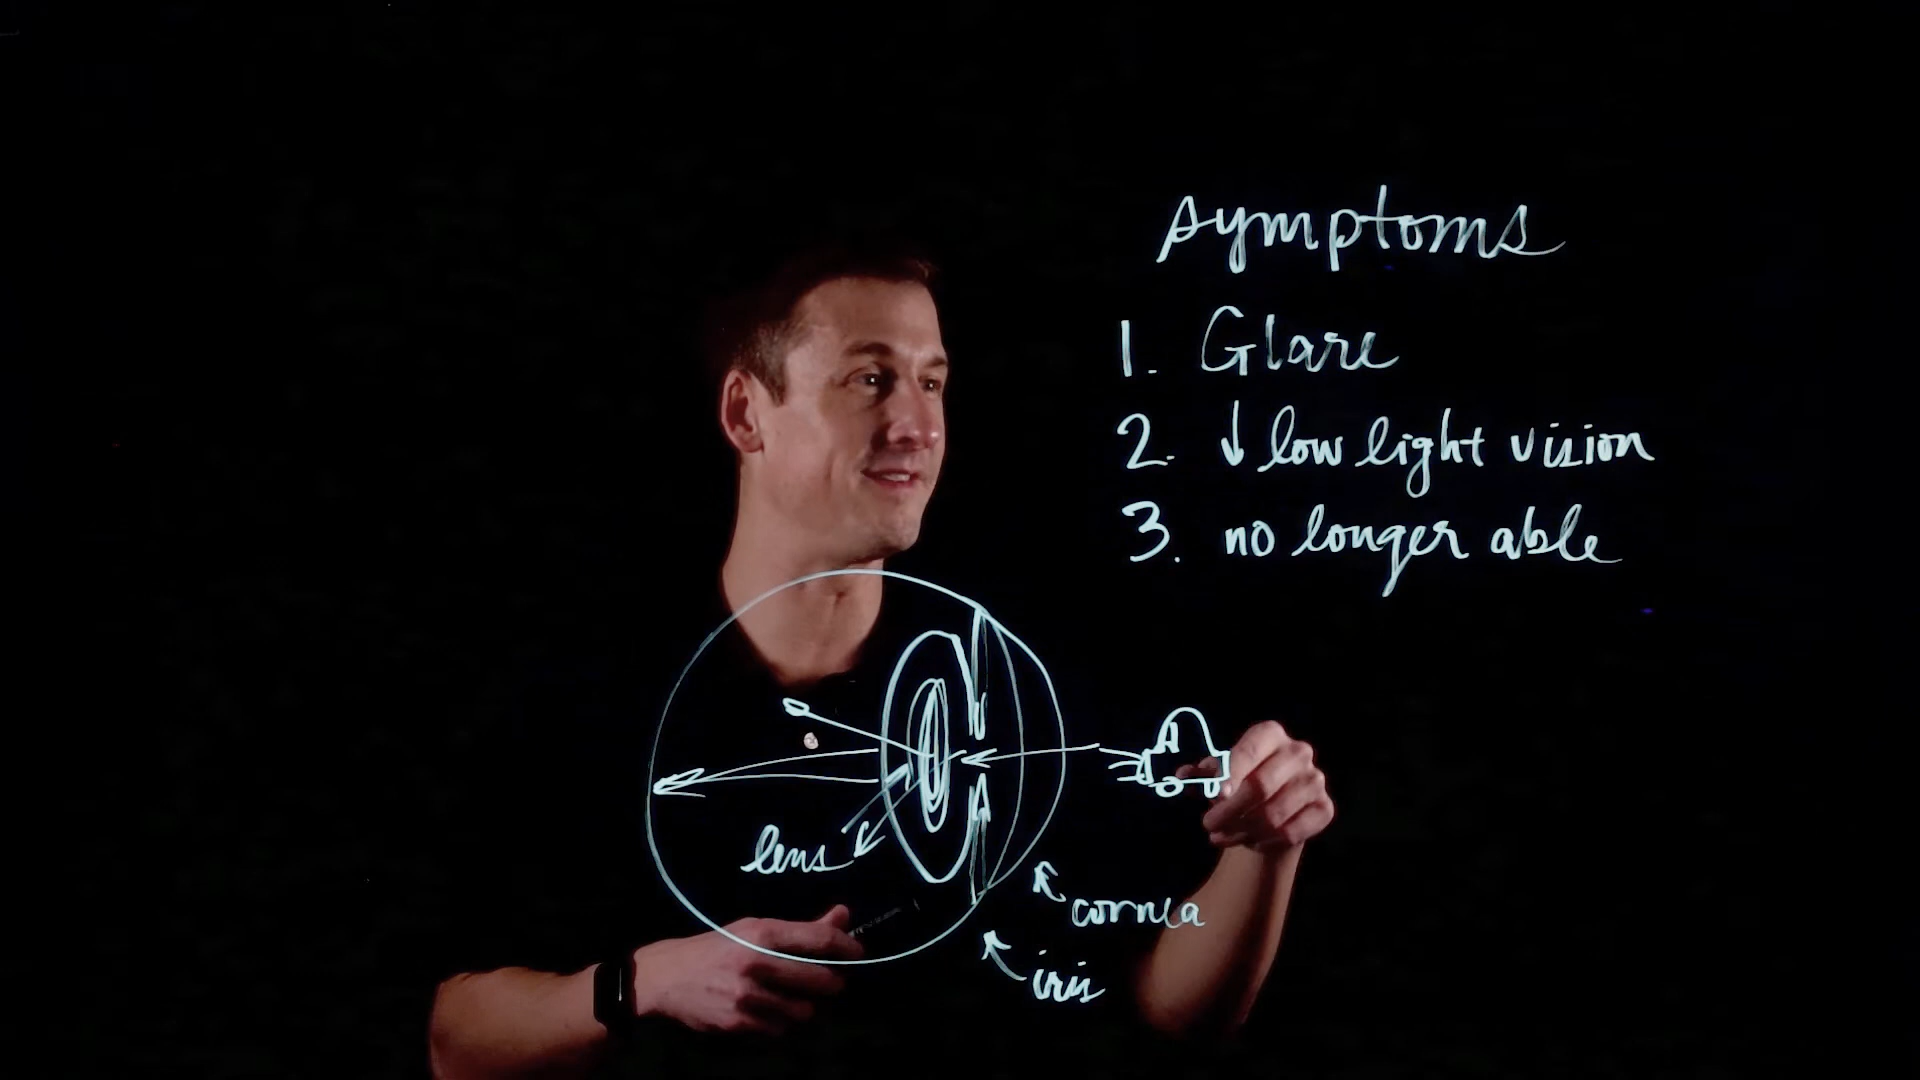 symptoms
1. Glare
2. ↓ low light vision
3. no longer able
lens
cornea
iris